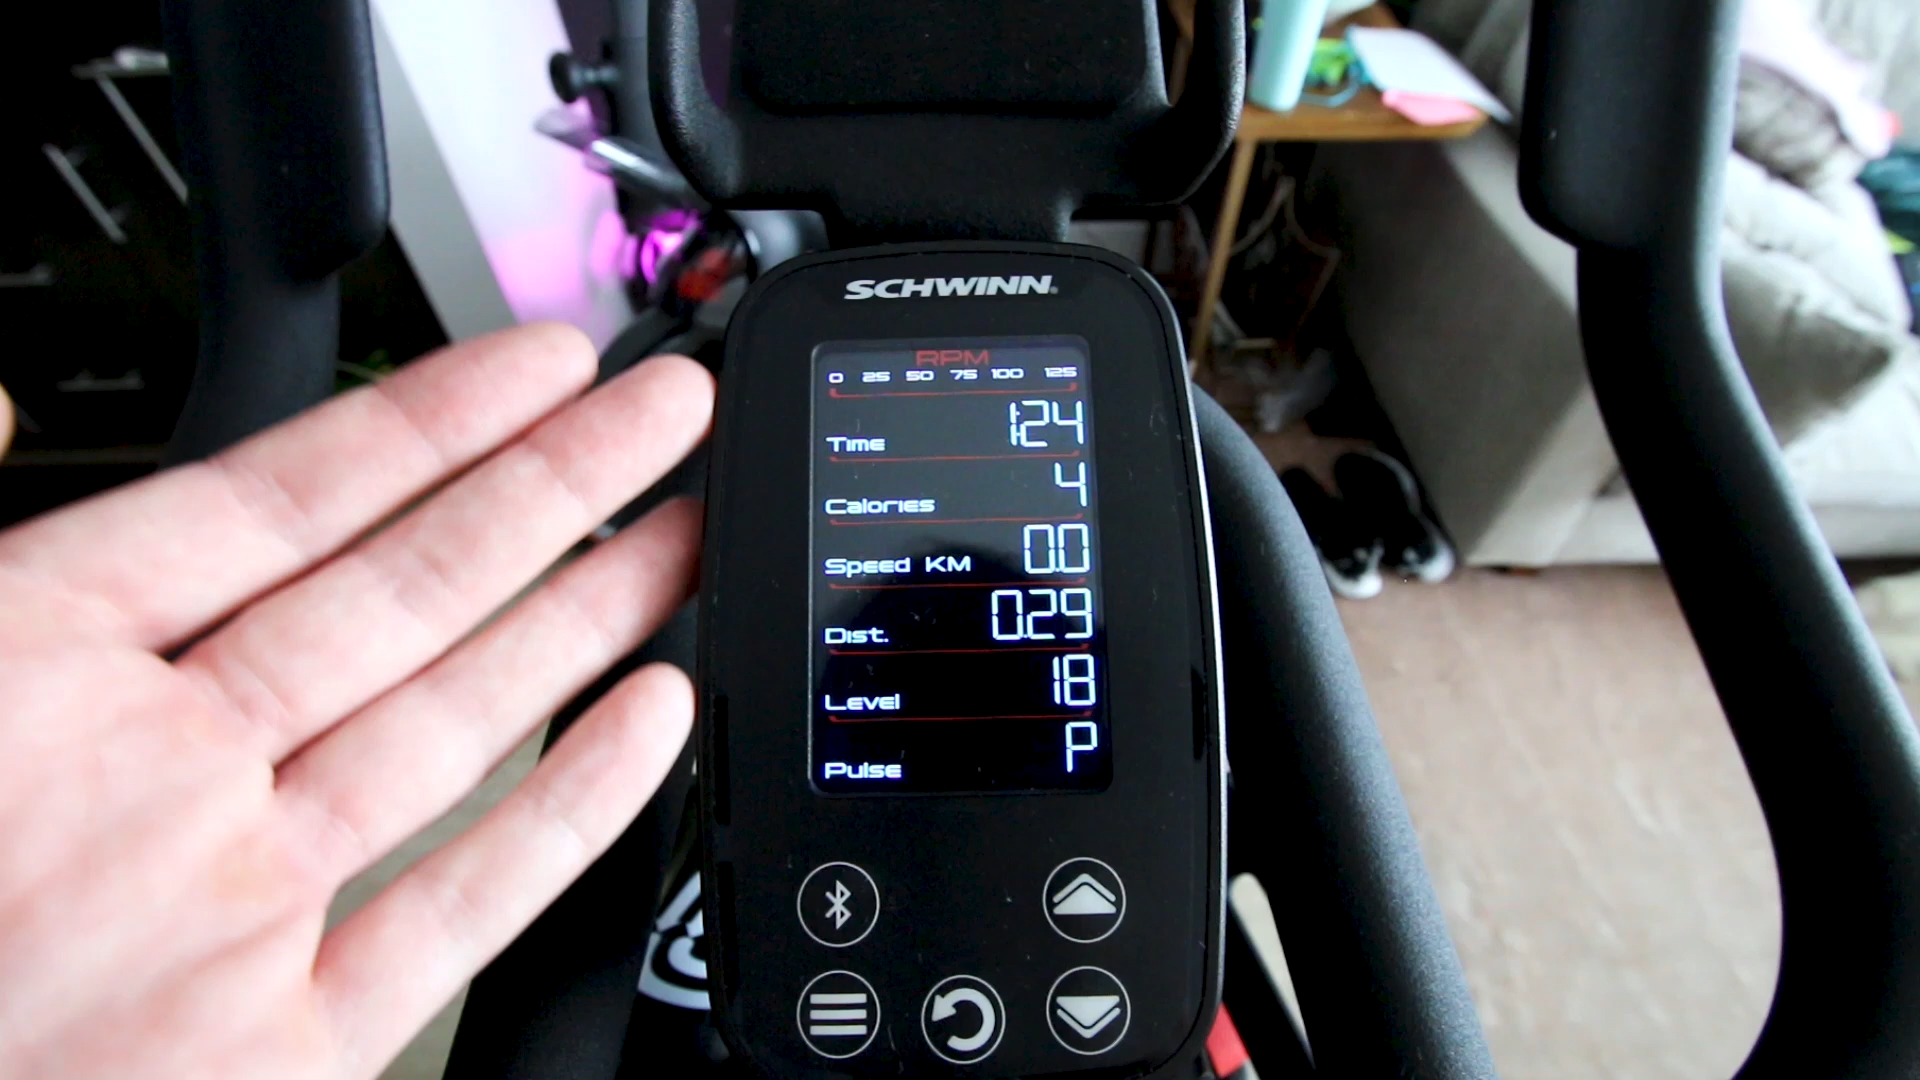 SCHWINN
RPM
0 25 50 75 100 125
Time 1:24
Calories 4
Speed KM 0.0
Dist. 0.29
Level 18
Pulse P